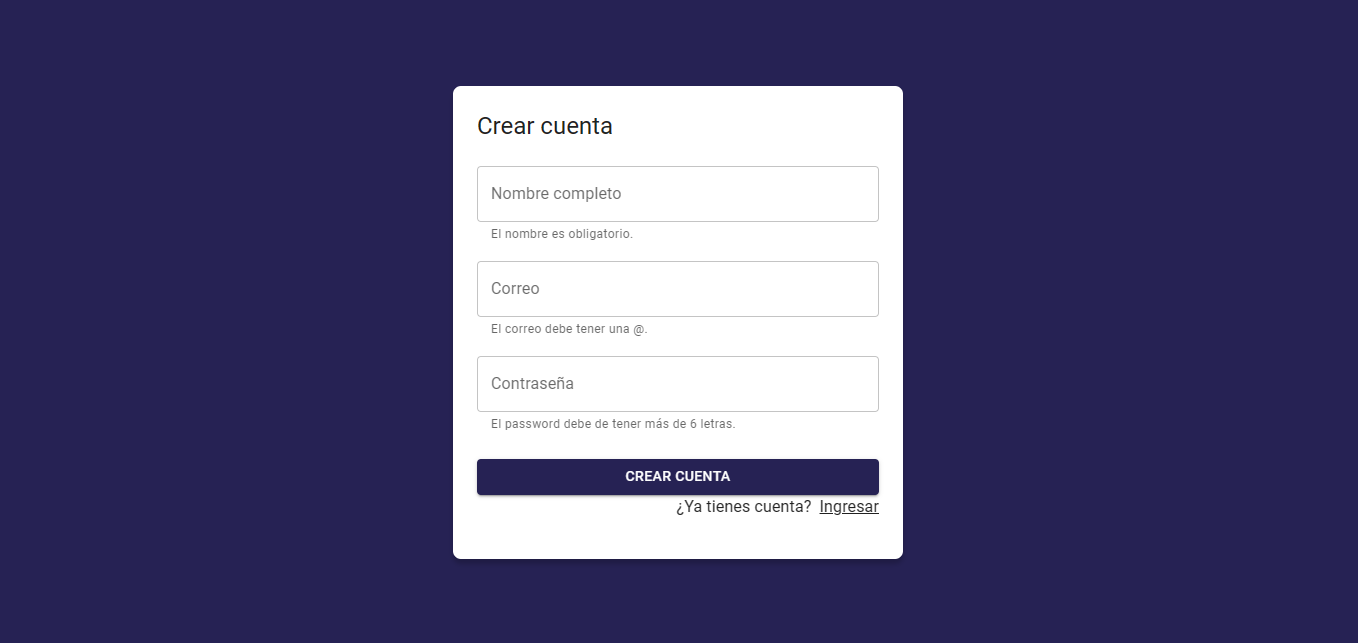 Crear cuenta
Nombre completo
El nombre es obligatorio.
Correo
El correo debe tener una @.
Contraseña
El password debe de tener más de 6 letras.
CREAR CUENTA
¿Ya tienes cuenta? Ingresar